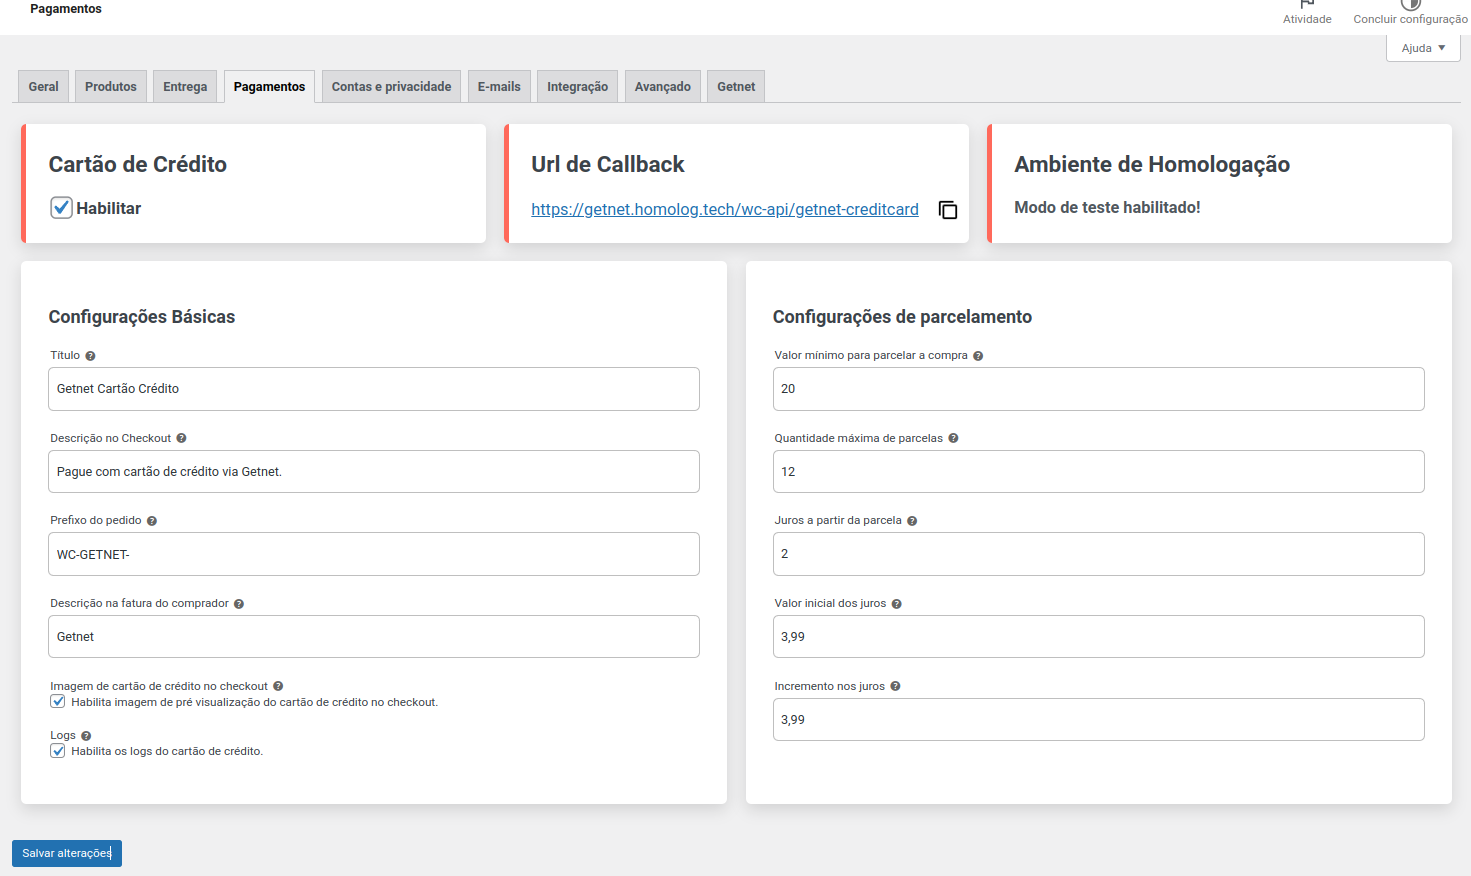 Pagamentos
Atividade
Concluir configuração
Ajuda
Geral
Produtos
Entrega
Pagamentos
Contas e privacidade
E-mails
Integração
Avançado
Getnet
Cartão de Crédito
Habilitar
Url de Callback
https://getnet.homolog.tech/wc-api/getnet-creditcard
Ambiente de Homologação
Modo de teste habilitado!
Configurações Básicas
Título
Getnet Cartão Crédito
Descrição no Checkout
Pague com cartão de crédito via Getnet.
Prefixo do pedido
WC-GETNET-
Descrição na fatura do comprador
Getnet
Imagem de cartão de crédito no checkout
Habilita imagem de pré visualização do cartão de crédito no checkout.
Logs
Habilita os logs do cartão de crédito.
Configurações de parcelamento
Valor mínimo para parcelar a compra
20
Quantidade máxima de parcelas
12
Juros a partir da parcela
2
Valor inicial dos juros
3,99
Incremento nos juros
3,99
Salvar alterações